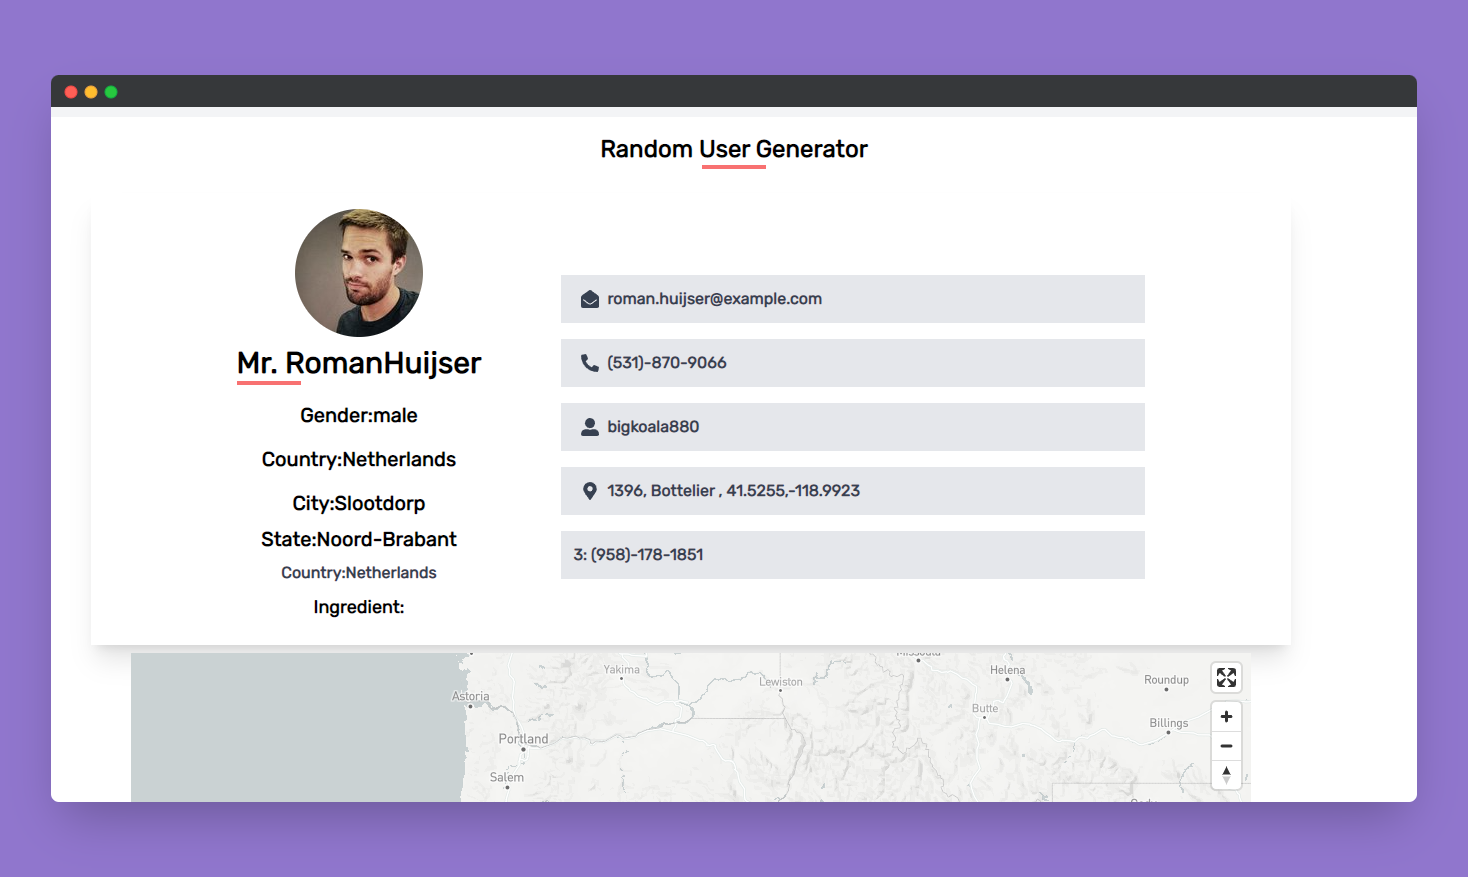 Random User Generator
Mr. RomanHuijser
Gender:male
Country:Netherlands
City:Slootdorp
State:Noord-Brabant
Country:Netherlands
Ingredient:
roman.huijser@example.com
(531)-870-9066
bigkoala880
1396, Bottelier , 41.5255,-118.9923
3: (958)-178-1851
Missoula
Yakima
Helena
Lewiston
Roundup
Astoria
Butte
Billings
Portland
Salem